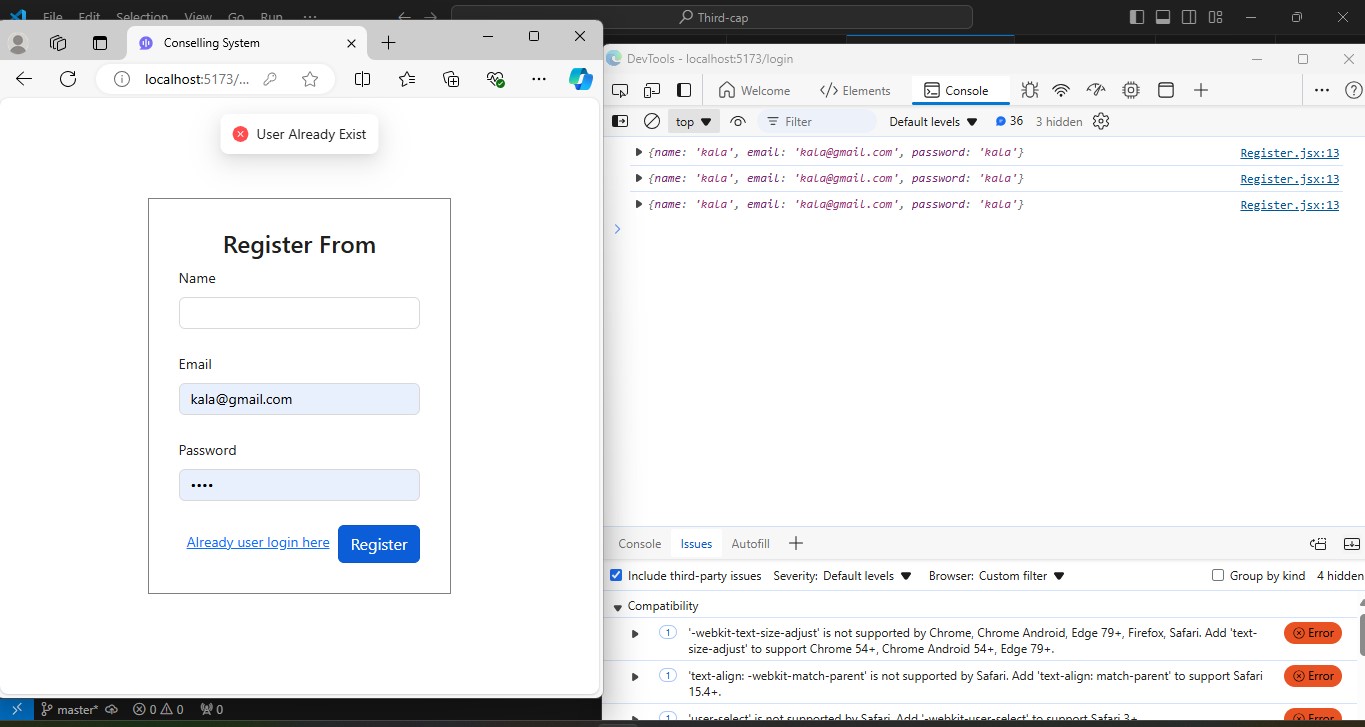 File Edit Selection View Go Run ···
Third-cap
Conselling System
localhost:5173/...
User Already Exist
Register From
Name
Email
kala@gmail.com
Password
••••
Already user login here
Register
master*
0 0 0
DevTools - localhost:5173/login
Welcome
Elements
Console
top
Filter
Default levels
36
3 hidden
{name: 'kala', email: 'kala@gmail.com', password: 'kala'}
Register.jsx:13
{name: 'kala', email: 'kala@gmail.com', password: 'kala'}
Register.jsx:13
{name: 'kala', email: 'kala@gmail.com', password: 'kala'}
Register.jsx:13
Console Issues Autofill
Include third-party issues Severity: Default levels Browser: Custom filter Group by kind 4 hidden
Compatibility
1 '-webkit-text-size-adjust' is not supported by Chrome, Chrome Android, Edge 79+, Firefox, Safari. Add 'text-
size-adjust' to support Chrome 54+, Chrome Android 54+, Edge 79+.
Error
1 'text-align: -webkit-match-parent' is not supported by Safari. Add 'text-align: match-parent' to support Safari
15.4+.
Error
1 'user-select' is not supported by Safari. Add '-webkit-user-select' to support Safari 3+.
Error